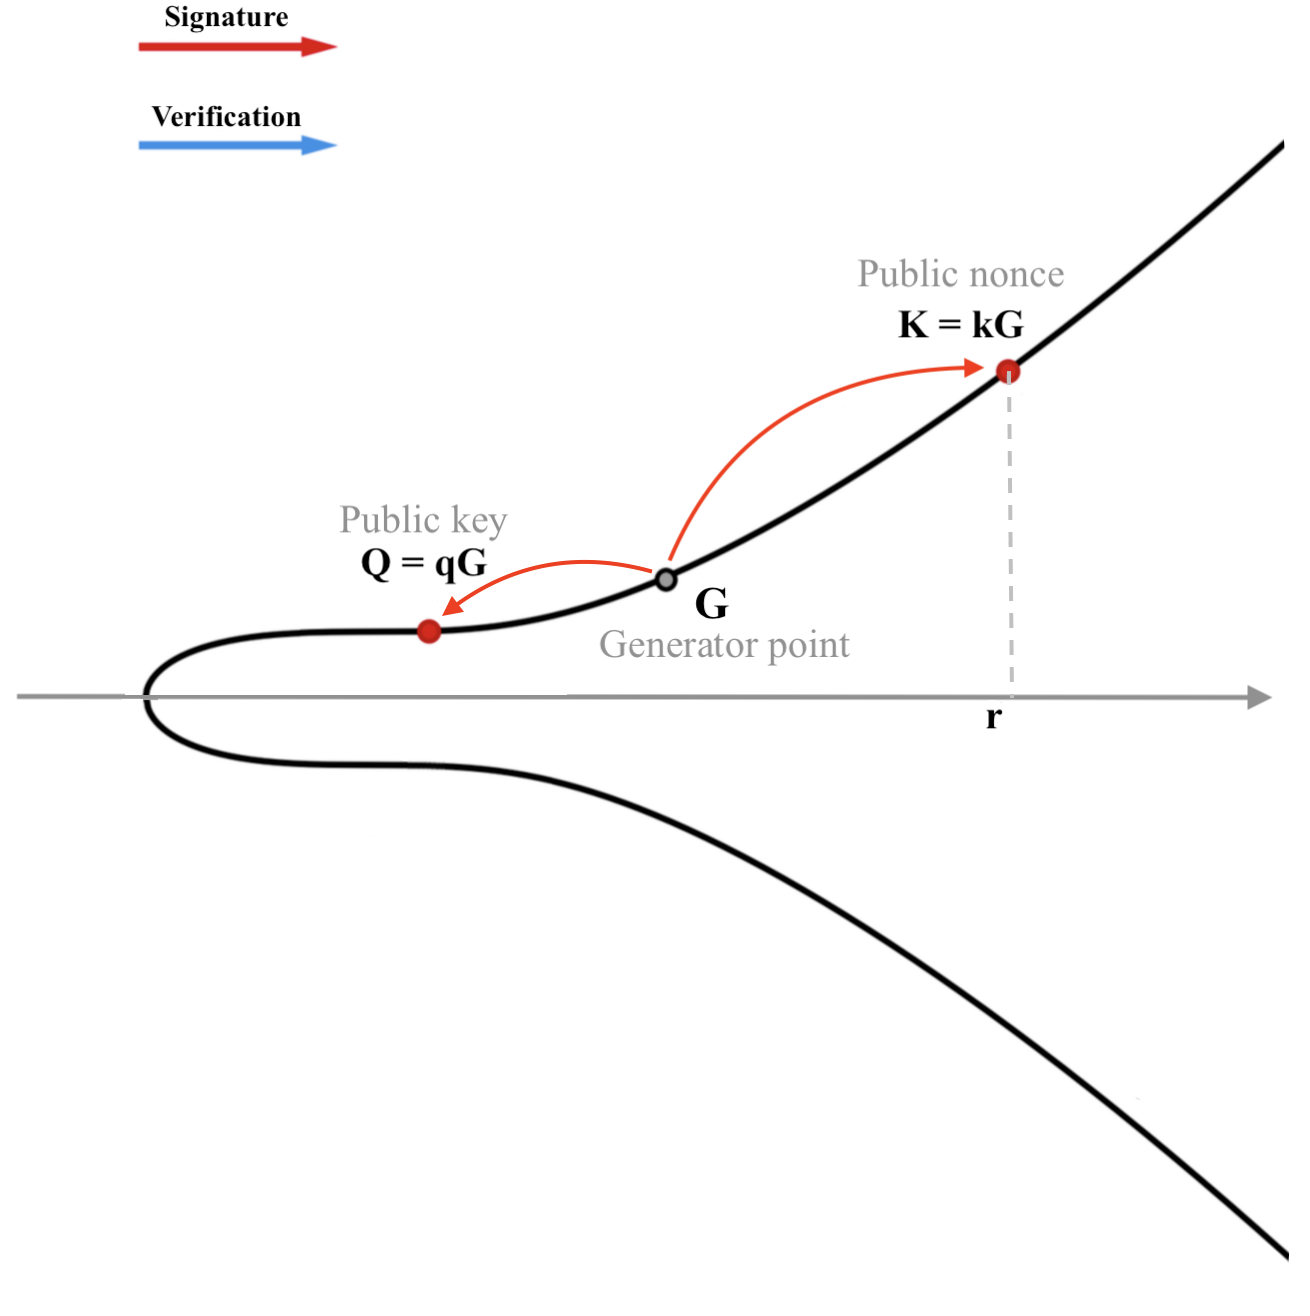 Signature
Verification
Public nonce
K = kG
Public key
Q = qG
G
Generator point
r